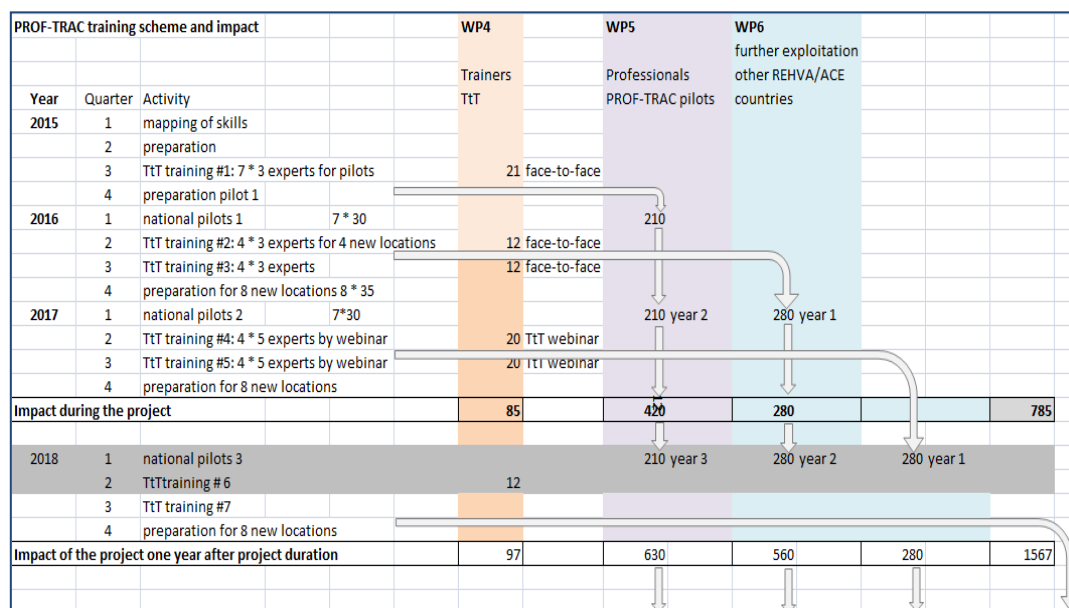 PROF-TRAC training scheme and impact WP4 WP5 WP6
further exploitation
Trainers Professionals other REHVA/ACE
Year Quarter Activity TtT PROF-TRAC pilots countries
2015 1 mapping of skills
2 preparation
3 TtT training #1: 7 * 3 experts for pilots 21 face-to-face
4 preparation pilot 1
2016 1 national pilots 1 7 * 30 210
2 TtT training #2: 4 * 3 experts for 4 new locations 12 face-to-face
3 TtT training #3: 4 * 3 experts 12 face-to-face
4 preparation for 8 new locations 8 * 35
2017 1 national pilots 2 7*30 210 year 2 280 year 1
2 TtT training #4: 4 * 5 experts by webinar 20 TtT webinar
3 TtT training #5: 4 * 5 experts by webinar 20 TtT webinar
4 preparation for 8 new locations
Impact during the project 85 420 280 785
2018 1 national pilots 3 210 year 3 280 year 2 280 year 1
2 TtTtraining # 6 12
3 TtT training #7
4 preparation for 8 new locations
Impact of the project one year after project duration 97 630 560 280 1567